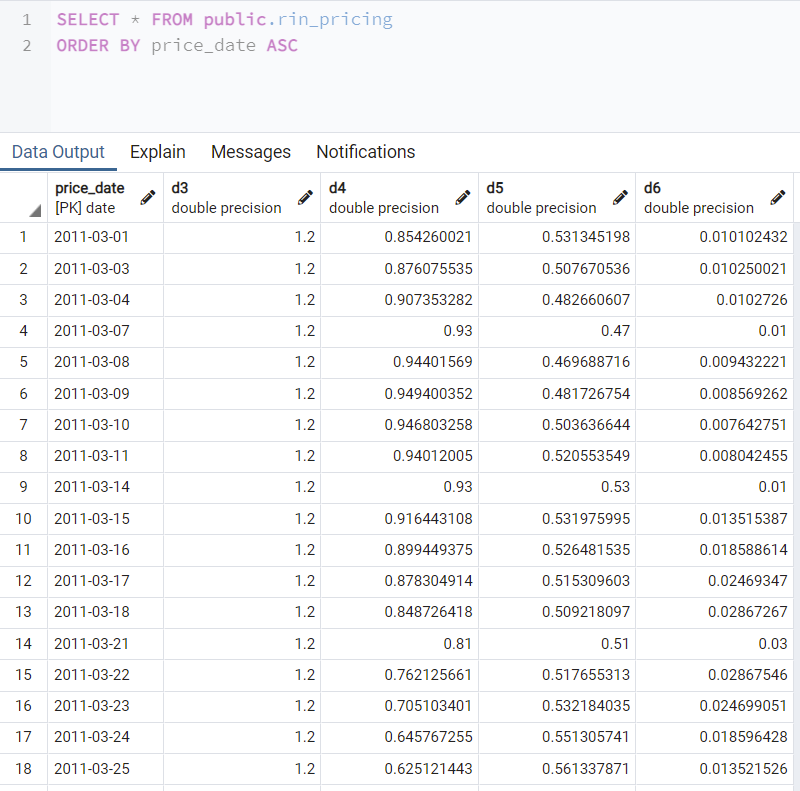 1 SELECT * FROM public.rin_pricing
2 ORDER BY price_date ASC
Data Output Explain Messages Notifications
price_date d3 d4 d5 d6
[PK] date double precision double precision double precision double precision
1 2011-03-01 1.2 0.854260021 0.531345198 0.010102432
2 2011-03-03 1.2 0.876075535 0.507670536 0.010250021
3 2011-03-04 1.2 0.907353282 0.482660607 0.0102726
4 2011-03-07 1.2 0.93 0.47 0.01
5 2011-03-08 1.2 0.94401569 0.469688716 0.009432221
6 2011-03-09 1.2 0.949400352 0.481726754 0.008569262
7 2011-03-10 1.2 0.946803258 0.503636644 0.007642751
8 2011-03-11 1.2 0.94012005 0.520553549 0.008042455
9 2011-03-14 1.2 0.93 0.53 0.01
10 2011-03-15 1.2 0.916443108 0.531975995 0.013515387
11 2011-03-16 1.2 0.899449375 0.526481535 0.018588614
12 2011-03-17 1.2 0.878304914 0.515309603 0.02469347
13 2011-03-18 1.2 0.848726418 0.509218097 0.02867267
14 2011-03-21 1.2 0.81 0.51 0.03
15 2011-03-22 1.2 0.762125661 0.517655313 0.02867546
16 2011-03-23 1.2 0.705103401 0.532184035 0.024699051
17 2011-03-24 1.2 0.645767255 0.551305741 0.018596428
18 2011-03-25 1.2 0.625121443 0.561337871 0.013521526